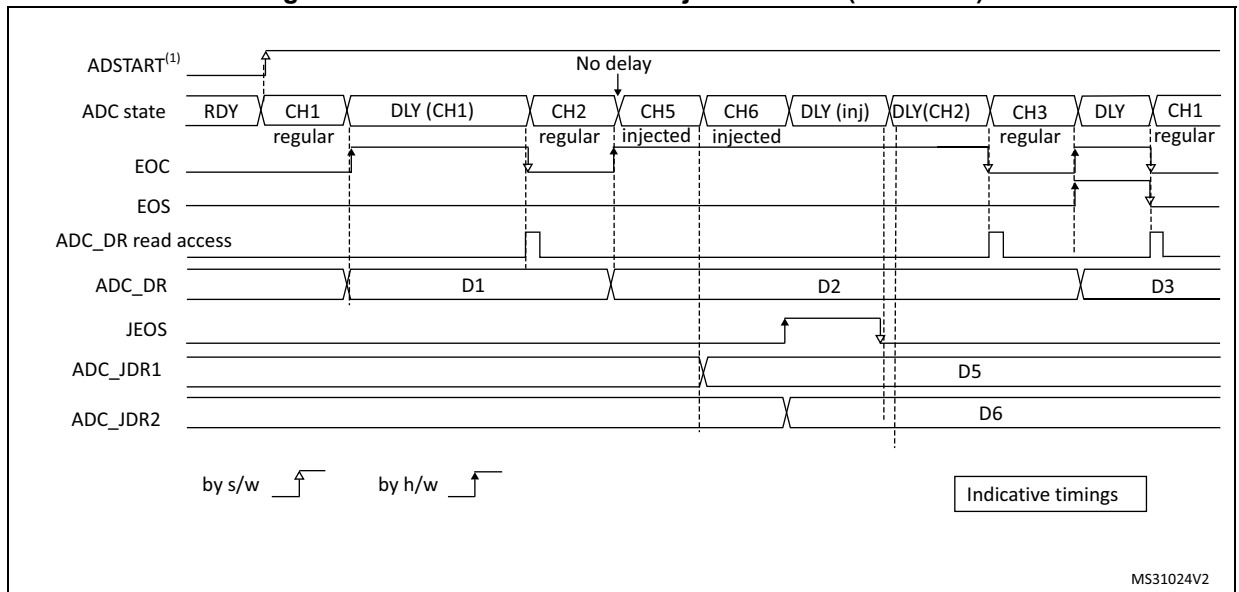 ADSTART(1)
No delay
ADC state RDY CH1 DLY (CH1) CH2 CH5 CH6 DLY (inj) DLY(CH2) CH3 DLY CH1
regular regular injected injected regular regular
EOC
EOS
ADC_DR read access
ADC_DR D1 D2 D3
JEOS
ADC_JDR1 D5
ADC_JDR2 D6
by s/w by h/w
Indicative timings
MS31024V2